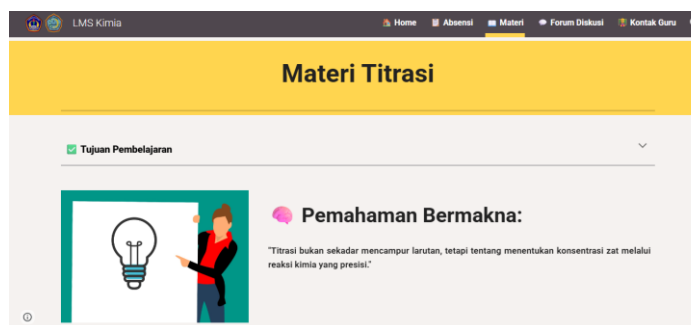 LMS Kimia
Home Absensi Materi Forum Diskusi Kontak Guru
Materi Titrasi
Tujuan Pembelajaran
Pemahaman Bermakna:
"Titrasi bukan sekadar mencampur larutan, tetapi tentang menentukan konsentrasi zat melalui
reaksi kimia yang presisi."